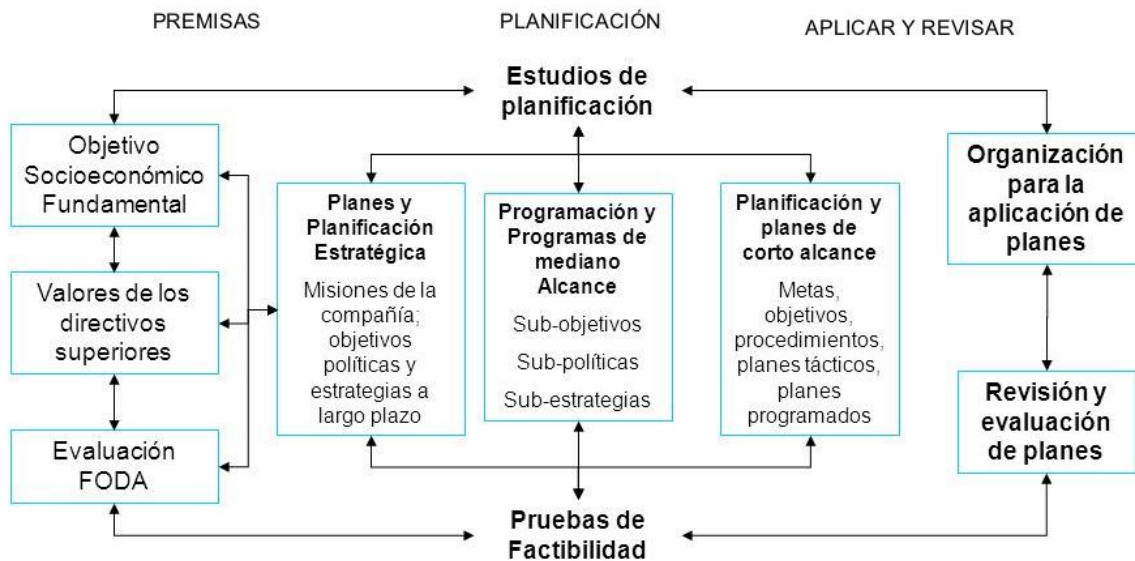 PREMISAS
PLANIFICACIÓN
APLICAR Y REVISAR
Estudios de
planificación
Objetivo
Socioeconómico
Fundamental
Valores de los
directivos
superiores
Evaluación
FODA
Planes y
Planificación
Estratégica
Misiones de la
compañía;
objetivos
políticas y
estrategias a
largo plazo
Programación y
Programas de
mediano
Alcance
Sub-objetivos
Sub-políticas
Sub-estrategias
Planificación y
planes de
corto alcance
Metas,
objetivos,
procedimientos,
planes tácticos,
planes
programados
Organización
para la
aplicación de
planes
Revisión y
evaluación
de planes
Pruebas de
Factibilidad